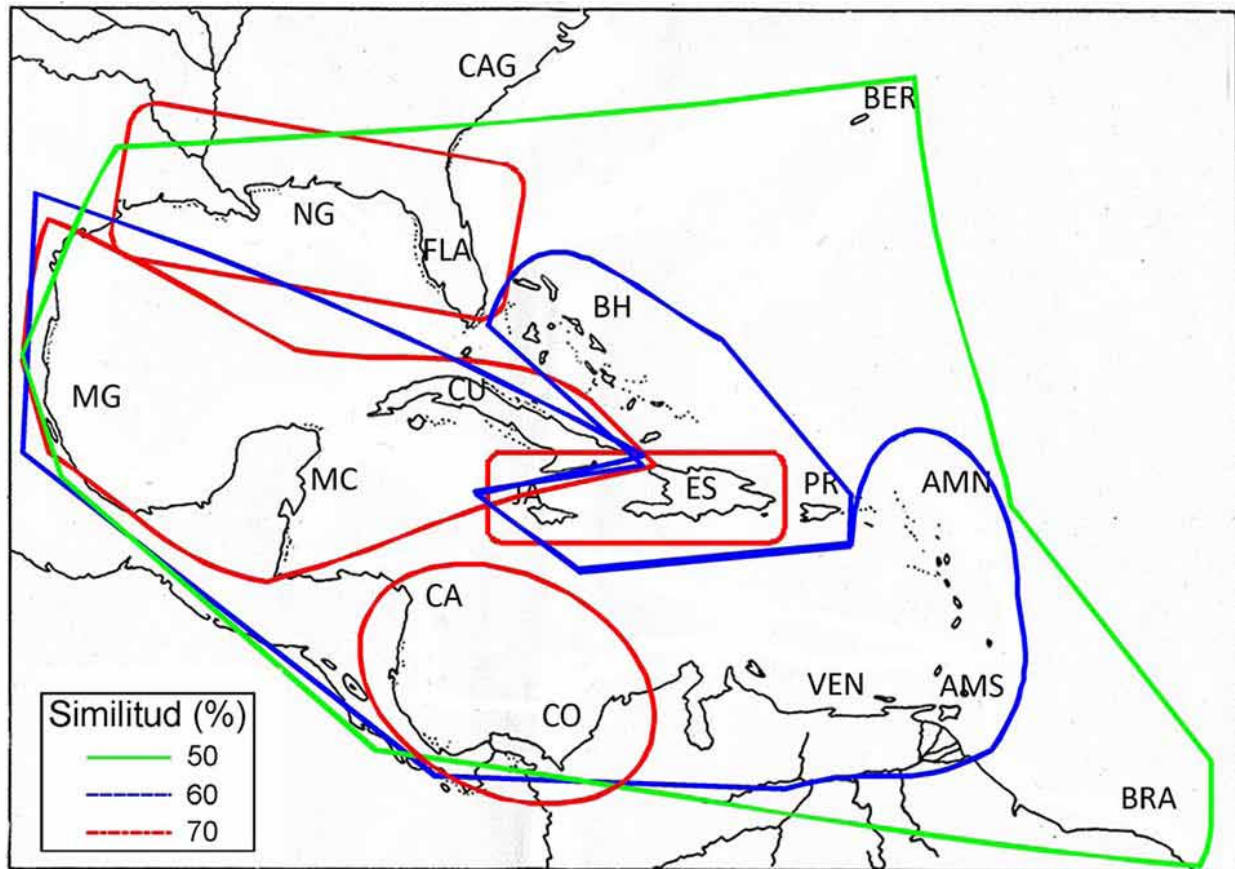 CAG
BER
NG
FLA
BH
MG
CU
MC
JA
ES
PR
AMN
CA
CO
VEN
AMS
BRA
Similitud (%)
50
60
70